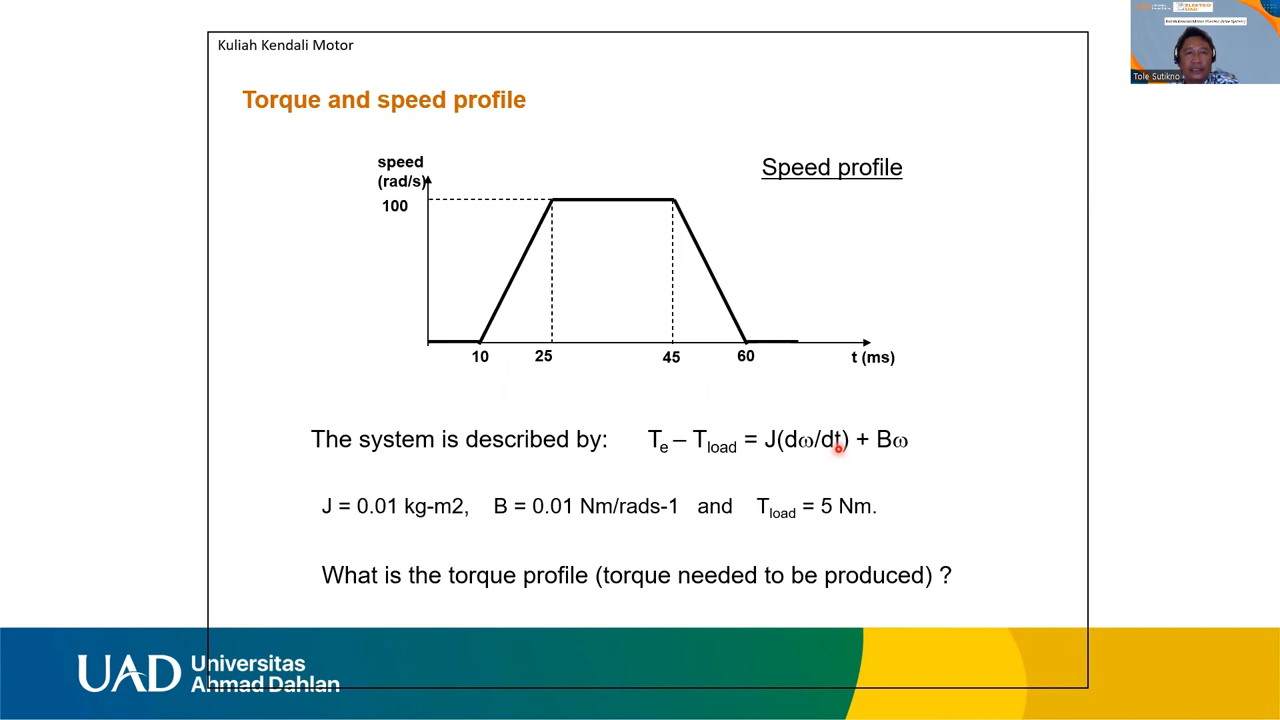 Kuliah Kendali Motor
Torque and speed profile
speed
(rad/s)
100
Speed profile
10 25 45 60 t (ms)
The system is described by: Te – Tload = J(dω/dt) + Bω
J = 0.01 kg-m2, B = 0.01 Nm/rads-1 and Tload = 5 Nm.
What is the torque profile (torque needed to be produced) ?
UAD
Universitas
Ahmad Dahlan
Tole Sutikno